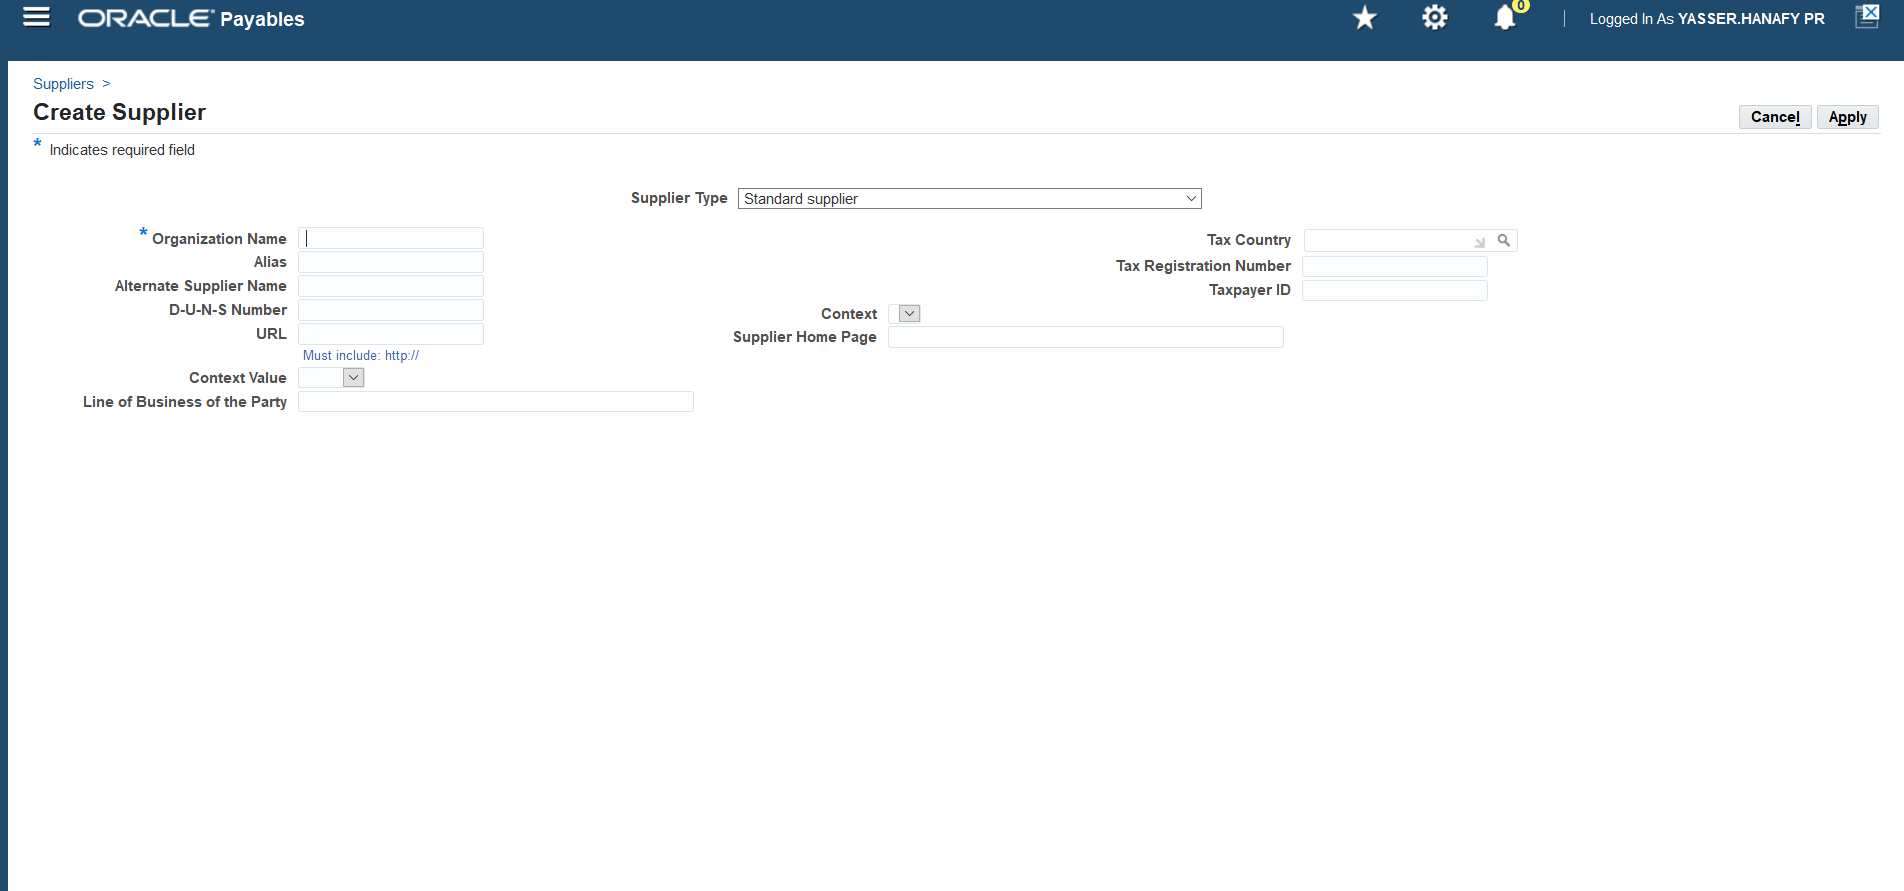 ORACLE Payables
0
Logged In As YASSER.HANAFY PR
Suppliers >
Create Supplier
Cancel Apply
* Indicates required field
Supplier Type Standard supplier
* Organization Name
Alias
Alternate Supplier Name
D-U-N-S Number
URL
Must include: http://
Context Value
Line of Business of the Party
Context
Supplier Home Page
Tax Country
Tax Registration Number
Taxpayer ID